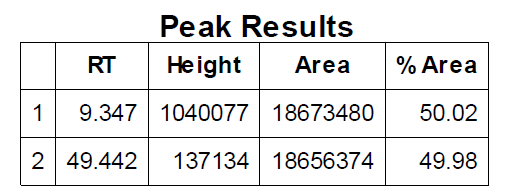 Peak Results
RT Height Area % Area
1 9.347 1040077 18673480 50.02
2 49.442 137134 18656374 49.98